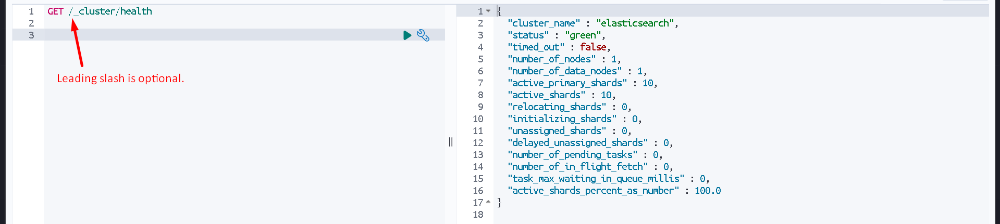 1 GET /_cluster/health
2
3
Leading slash is optional.
1 {
2 "cluster_name" : "elasticsearch",
3 "status" : "green",
4 "timed_out" : false,
5 "number_of_nodes" : 1,
6 "number_of_data_nodes" : 1,
7 "active_primary_shards" : 10,
8 "active_shards" : 10,
9 "relocating_shards" : 0,
10 "initializing_shards" : 0,
11 "unassigned_shards" : 0,
12 "delayed_unassigned_shards" : 0,
13 "number_of_pending_tasks" : 0,
14 "number_of_in_flight_fetch" : 0,
15 "task_max_waiting_in_queue_millis" : 0,
16 "active_shards_percent_as_number" : 100.0
17 }
18